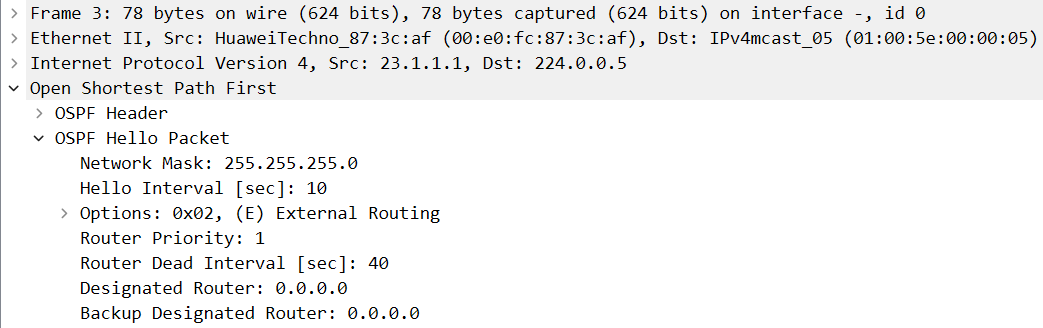 Frame 3: 78 bytes on wire (624 bits), 78 bytes captured (624 bits) on interface -, id 0
Ethernet II, Src: HuaweiTechno_87:3c:af (00:e0:fc:87:3c:af), Dst: IPv4mcast_05 (01:00:5e:00:00:05)
Internet Protocol Version 4, Src: 23.1.1.1, Dst: 224.0.0.5
Open Shortest Path First
OSPF Header
OSPF Hello Packet
Network Mask: 255.255.255.0
Hello Interval [sec]: 10
Options: 0x02, (E) External Routing
Router Priority: 1
Router Dead Interval [sec]: 40
Designated Router: 0.0.0.0
Backup Designated Router: 0.0.0.0